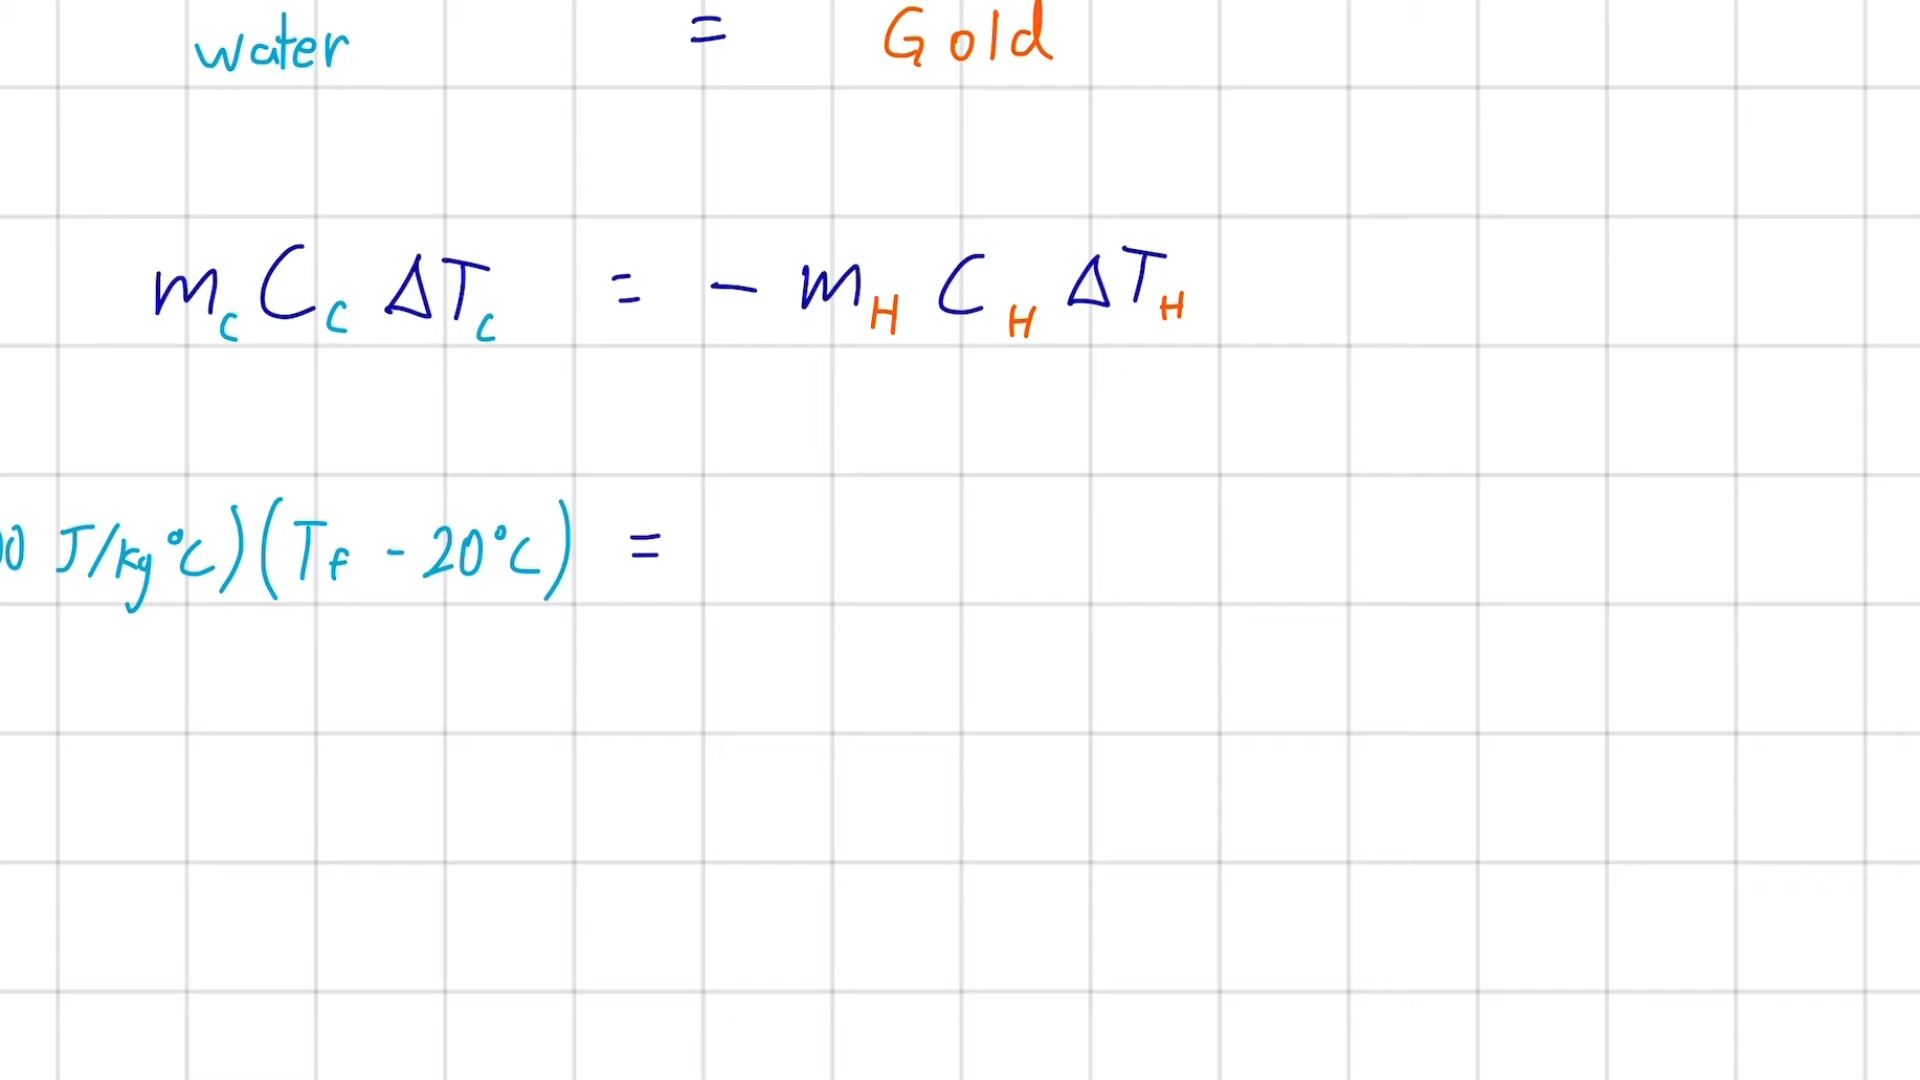 water = Gold
m_C C_C ΔT_C = - m_H C_H ΔT_H
0 J/kg°C)(T_f - 20°C) =